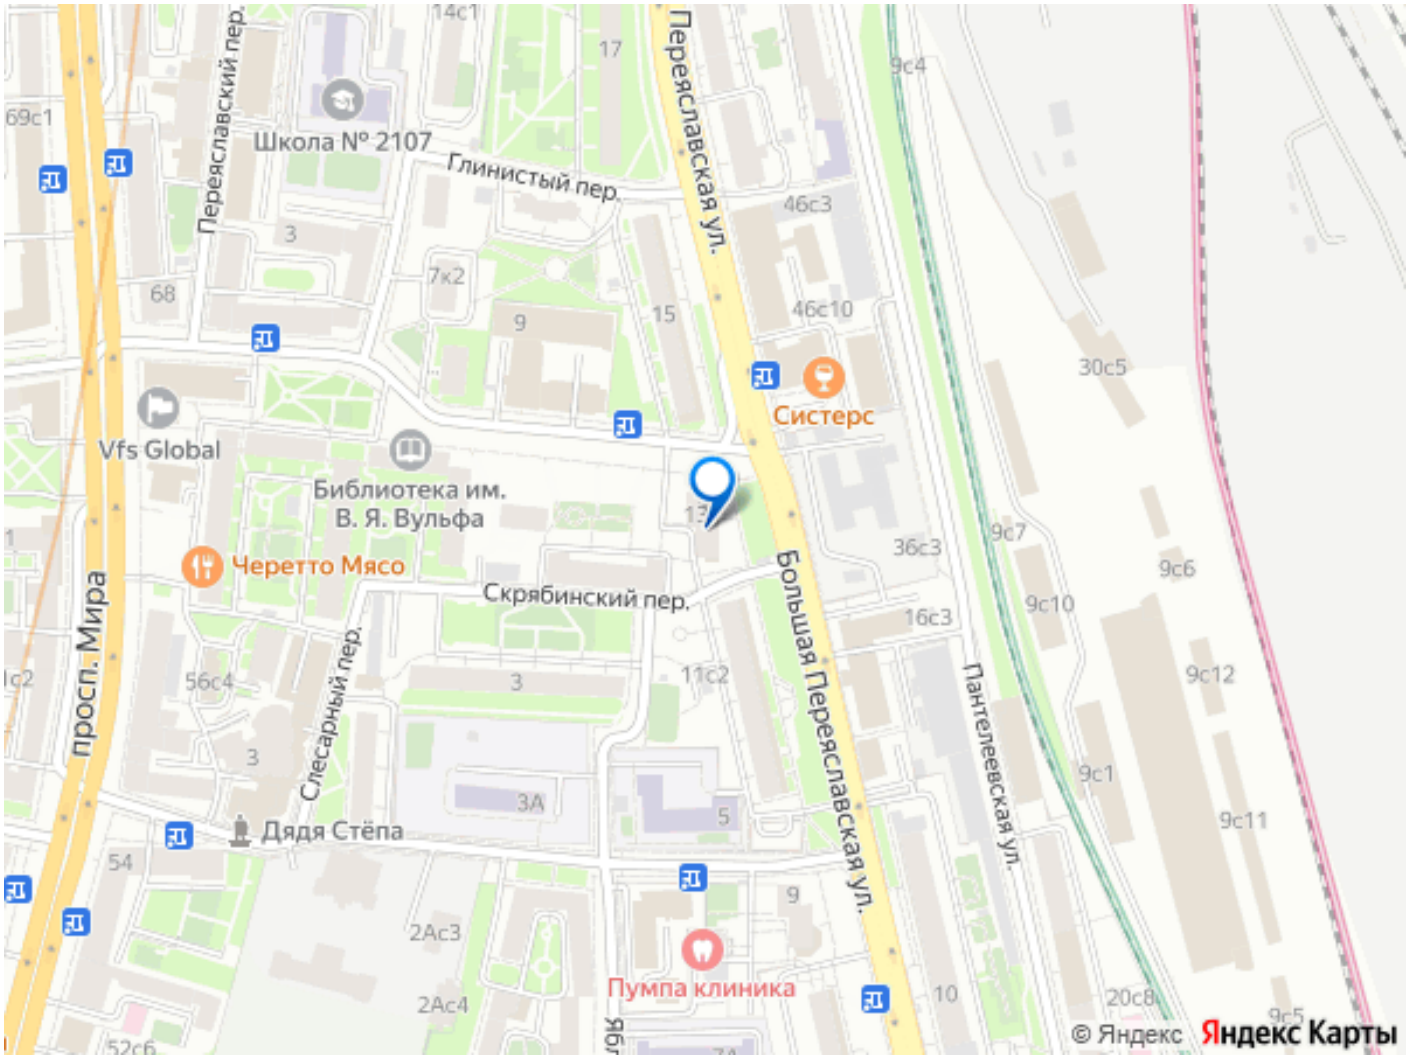 14с1
17
Переяславская ул.
9с4
Переяславский пер.
69с1
Школа № 2107
Глинистый пер.
46с3
3
7к2
68
9
15
46с10
30с5
Систерс
Vfs Global
Библиотека им.
В. Я. Вульфа
36с3
9с7
Черетто Мясо
9с6
Скрябинский пер.
9с10
16с3
просп. Мира
Слесарный пер.
56с4
3
11с2
Большая Переяславская ул.
Пантелеевская ул.
9с12
3
9с1
3А
5
9с11
Дядя Стёпа
54
9
2Ас3
Пумпа клиника
2Ас4
10
20с8
9с5
52с6
7А
© Яндекс Яндекс Карты